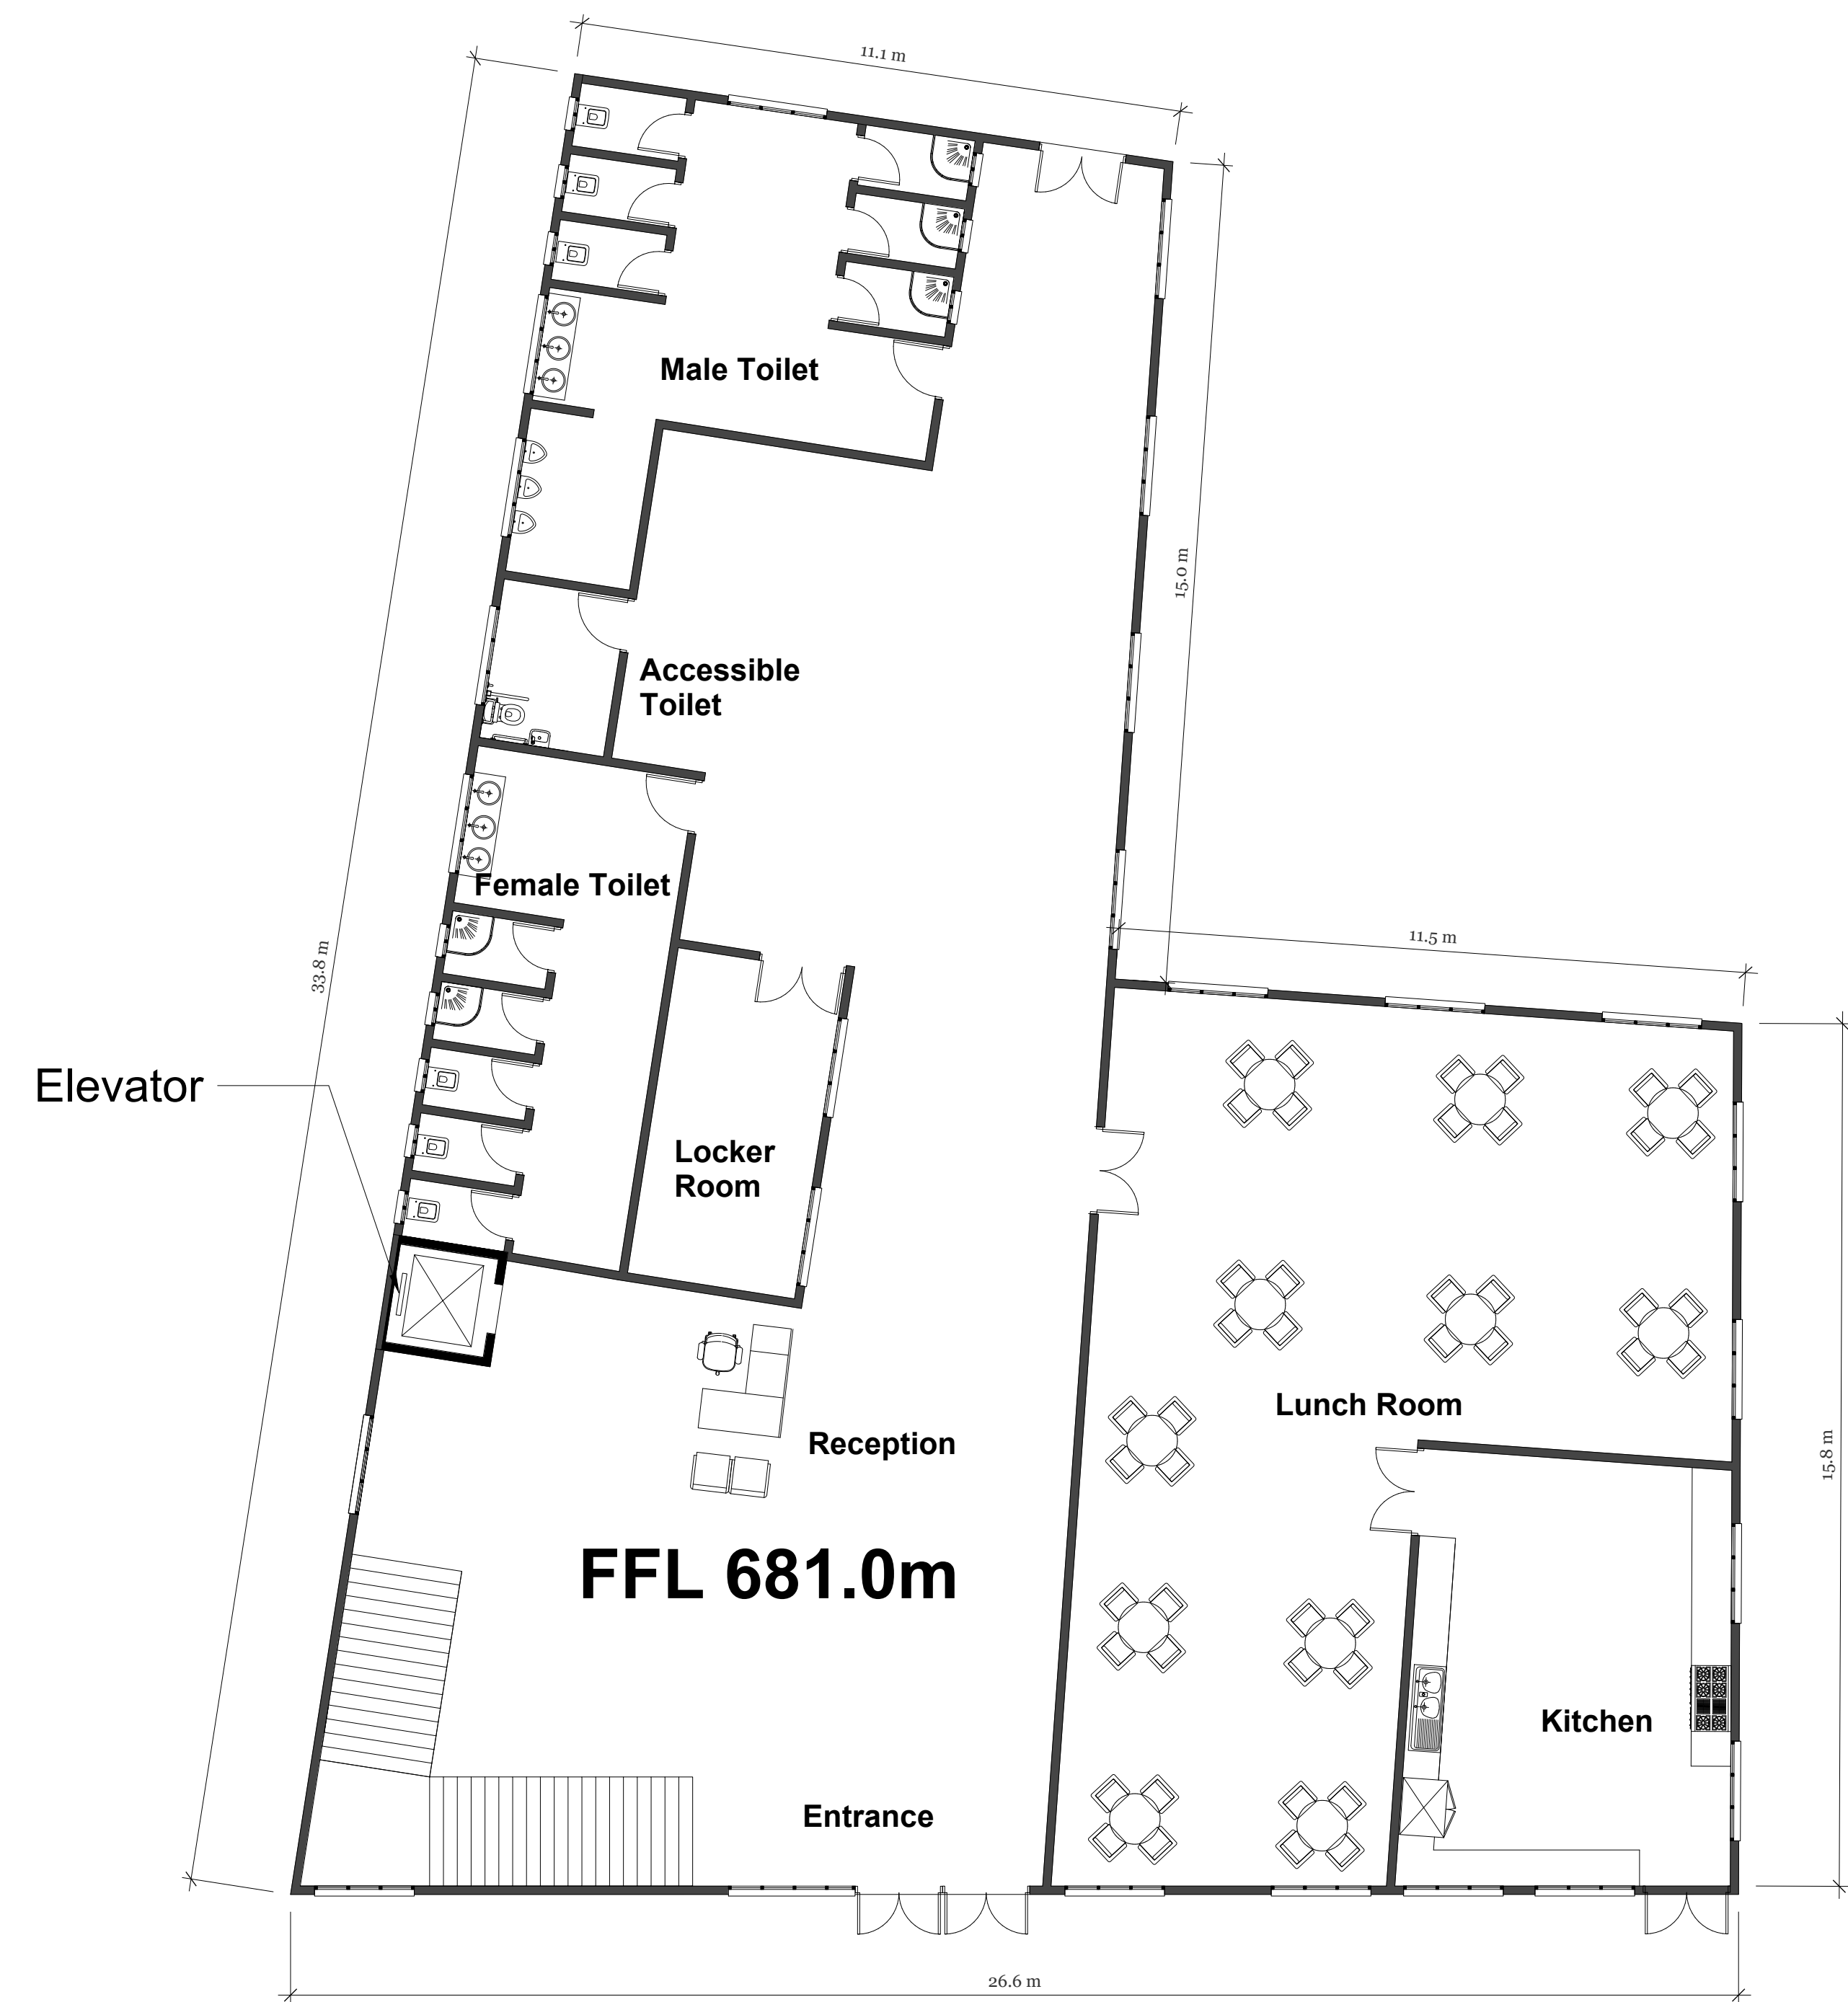 11.1 m
Male Toilet
15.0 m
Accessible
Toilet
Female Toilet
33.8 m
11.5 m
Elevator
Locker
Room
Lunch Room
Reception
15.8 m
FFL 681.0m
Kitchen
Entrance
26.6 m